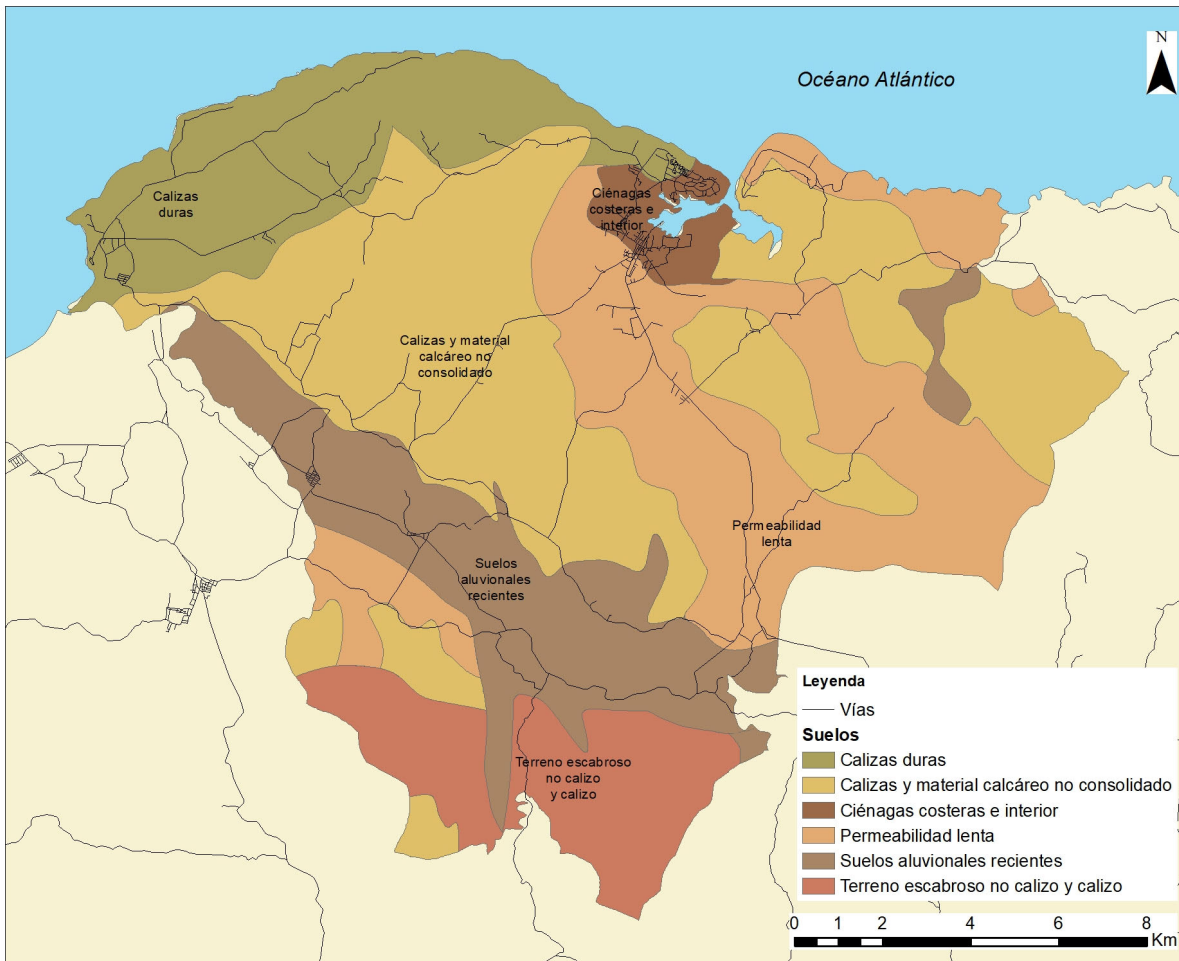 Océano Atlántico
N
Calizas
duras
Ciénagas
costeras e
interior
Calizas y material
calcáreo no
consolidado
Permeabilidad
lenta
Suelos
aluvionales
recientes
Terreno escabroso
no calizo
y calizo
Leyenda
Vías
Suelos
Calizas duras
Calizas y material calcáreo no consolidado
Ciénagas costeras e interior
Permeabilidad lenta
Suelos aluvionales recientes
Terreno escabroso no calizo y calizo
0 1 2 4 6 8
Km